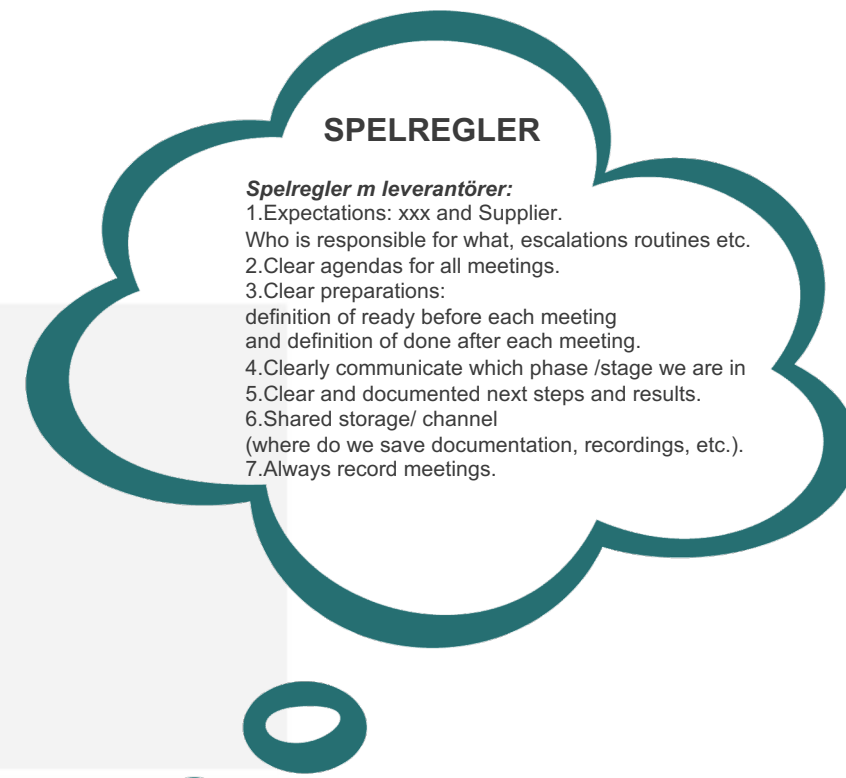 SPELREGLER
Spelregler m leverantörer:
1.Expectations: xxx and Supplier.
Who is responsible for what, escalations routines etc.
2.Clear agendas for all meetings.
3.Clear preparations:
definition of ready before each meeting
and definition of done after each meeting.
4.Clearly communicate which phase /stage we are in
5.Clear and documented next steps and results.
6.Shared storage/ channel
(where do we save documentation, recordings, etc.).
7.Always record meetings.